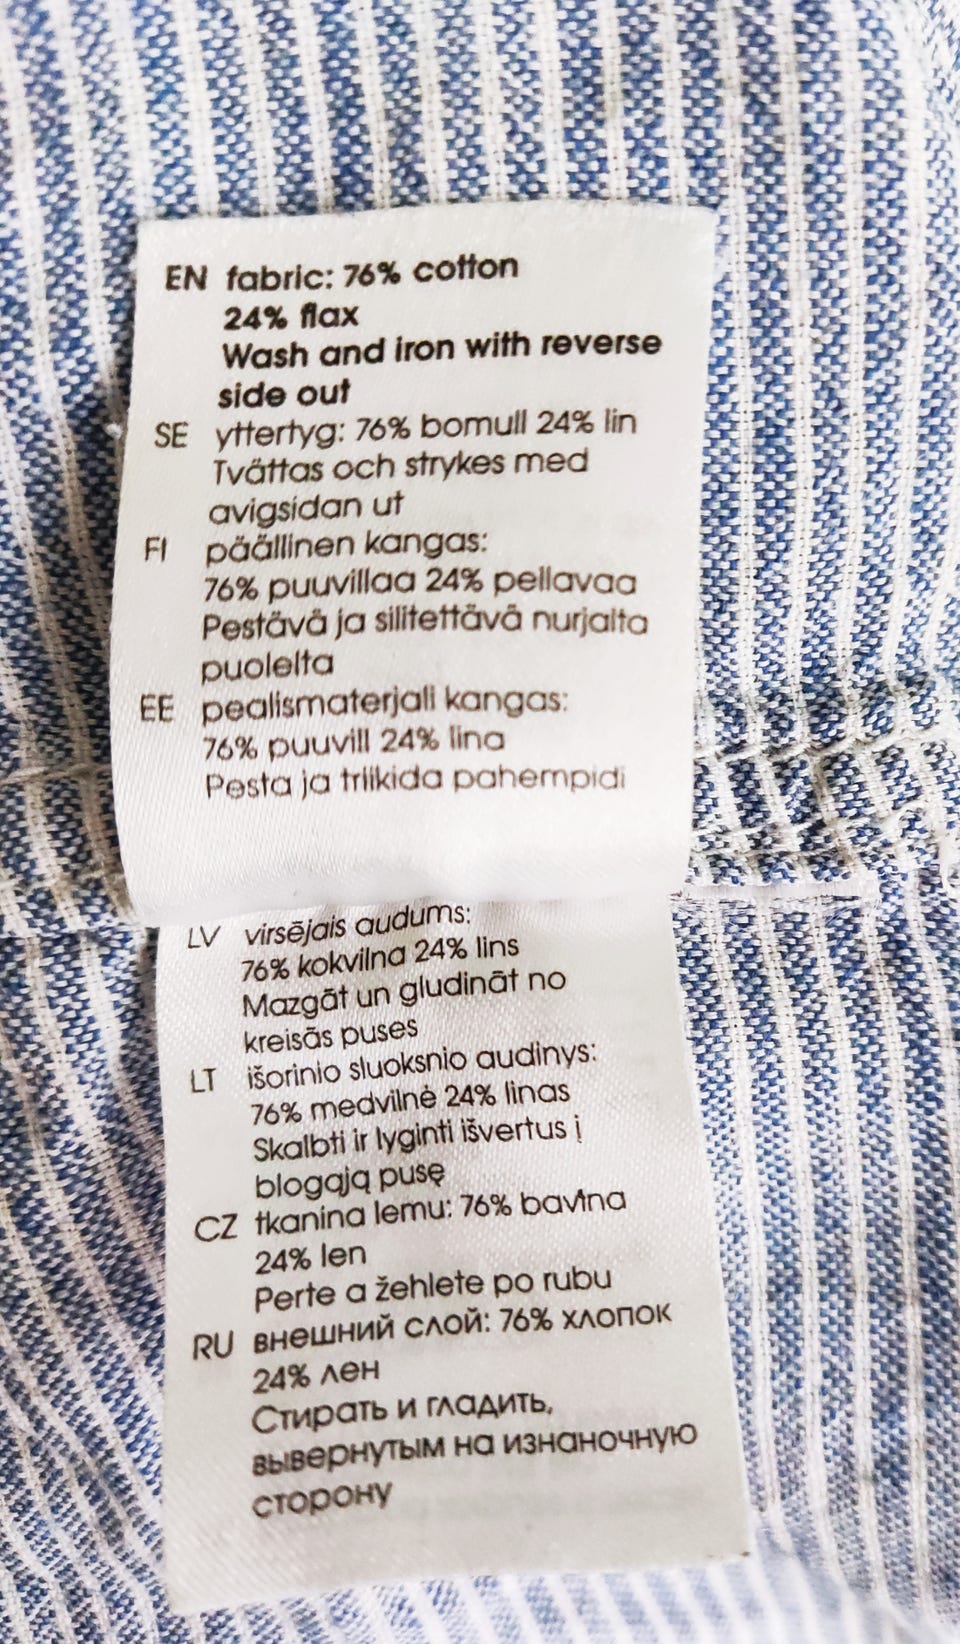 EN fabric: 76% cotton
24% flax
Wash and iron with reverse
side out
SE yttertyg: 76% bomull 24% lin
Tvättas och strykes med
avigsidan ut
FI päällinen kangas:
76% puuvillaa 24% pellavaa
Pestävä ja silitettävä nurjalta
puolelta
EE pealismaterjali kangas:
76% puuvill 24% lina
Pesta ja triikida pahempidi
LV virsējais audums:
76% kokvilna 24% lins
Mazgāt un gludināt no
kreisās puses
LT išorinio sluoksnio audinys:
76% medvilnė 24% linas
Skalbti ir lyginti išvertus į
blogąją pusę
CZ tkanina lemu: 76% bavlna
24% len
Perte a žehlete po rubu
RU внешний слой: 76% хлопок
24% лен
Стирать и гладить,
вывернутым на изнаночную
сторону